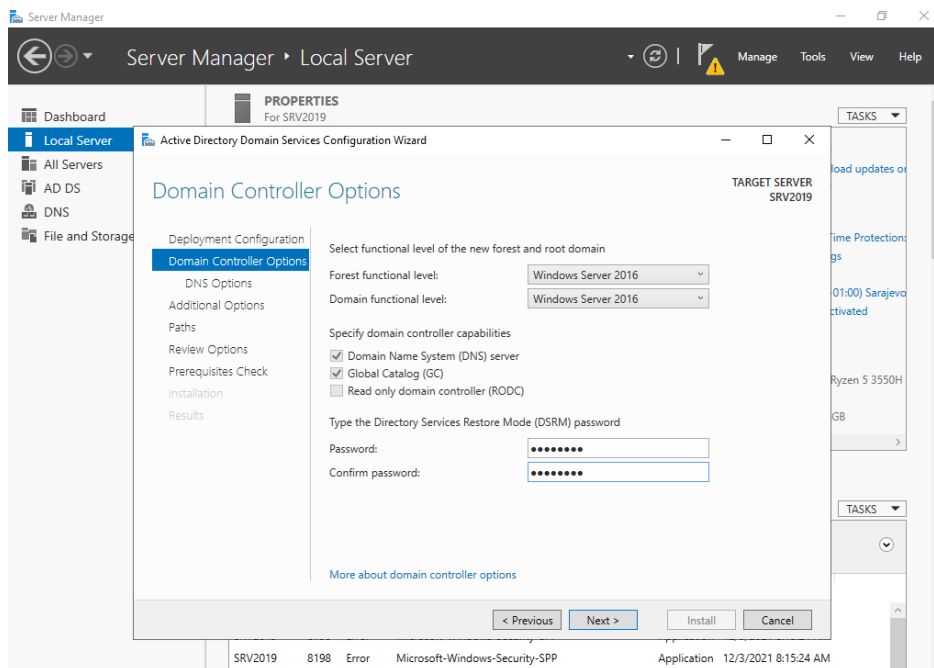 Server Manager
Server Manager ‣ Local Server
Manage Tools View Help
Dashboard
Local Server
All Servers
AD DS
DNS
File and Storage
PROPERTIES
For SRV2019
TASKS
Active Directory Domain Services Configuration Wizard
Domain Controller Options
TARGET SERVER
SRV2019
Deployment Configuration
Domain Controller Options
DNS Options
Additional Options
Paths
Review Options
Prerequisites Check
Installation
Results
Select functional level of the new forest and root domain
Forest functional level: Windows Server 2016
Domain functional level: Windows Server 2016
Specify domain controller capabilities
Domain Name System (DNS) server
Global Catalog (GC)
Read only domain controller (RODC)
Type the Directory Services Restore Mode (DSRM) password
Password: ●●●●●●●●
Confirm password: ●●●●●●●●
More about domain controller options
< Previous Next > Install Cancel
load updates or
Time Protection:
gs
-01:00) Sarajevo
ctivated
Ryzen 5 3550H
GB
TASKS
SRV2019 8198 Error Microsoft-Windows-Security-SPP Application 12/3/2021 8:15:24 AM